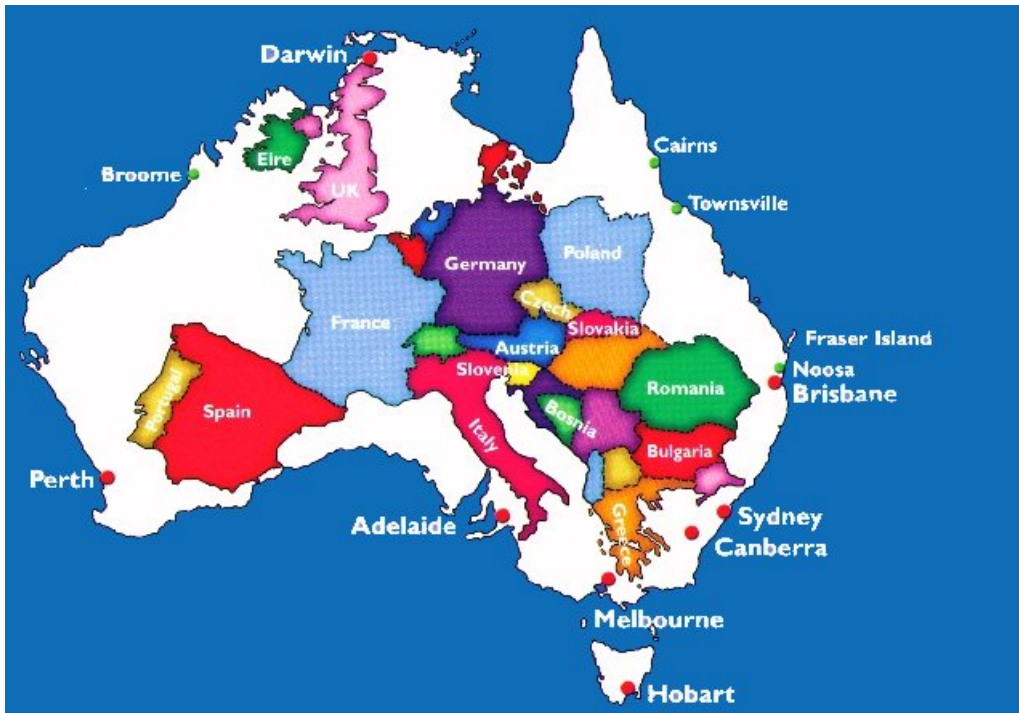 Darwin
Cairns
Eire
Broome
UK
Townsville
Poland
Germany
Czech
France
Slovakia
Fraser Island
Austria
Slovenia
Noosa
Romania
Brisbane
Portugal
Spain
Bosnia
Italy
Bulgaria
Perth
Sydney
Adelaide
Greece
Canberra
Melbourne
Hobart